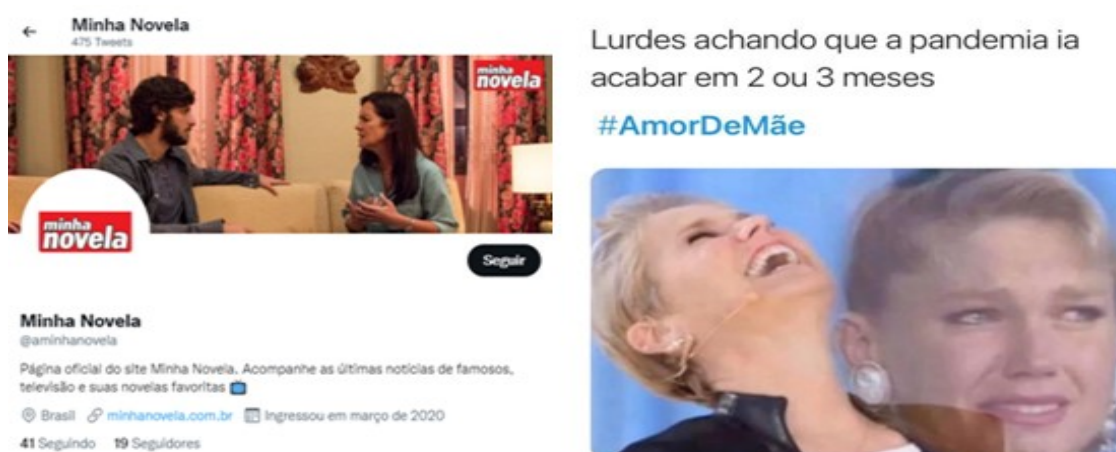 Minha Novela
475 Tweets
minha
novela
minha
novela
Seguir
Minha Novela
@aminhanovela
Página oficial do site Minha Novela. Acompanhe as últimas notícias de famosos,
televisão e suas novelas favoritas
Brasil minhanovela.com.br Ingressou em março de 2020
41 Seguindo 19 Seguidores
Lurdes achando que a pandemia ia
acabar em 2 ou 3 meses
#AmorDeMãe